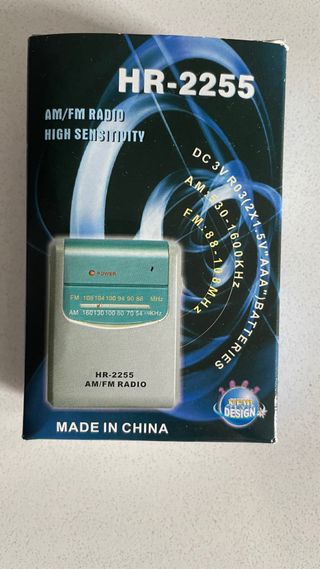 HR-2255
AM/FM RADIO
HIGH SENSITIVITY
DC 3V R03(2X1.5V"AAA")BATTERIES
AM:530-1600KHz
FM:88-108MHz
POWER
FM 108 104 100 94 90 88 MHz
AM 160 130 100 80 70 54 ×10KHz
HR-2255
AM/FM RADIO
DESIGN
MADE IN CHINA